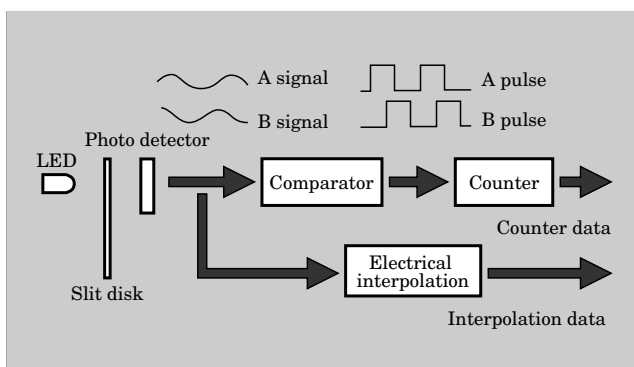 A signal
A pulse
B signal
B pulse
Photo detector
LED
Comparator
Counter
Counter data
Slit disk
Electrical
interpolation
Interpolation data